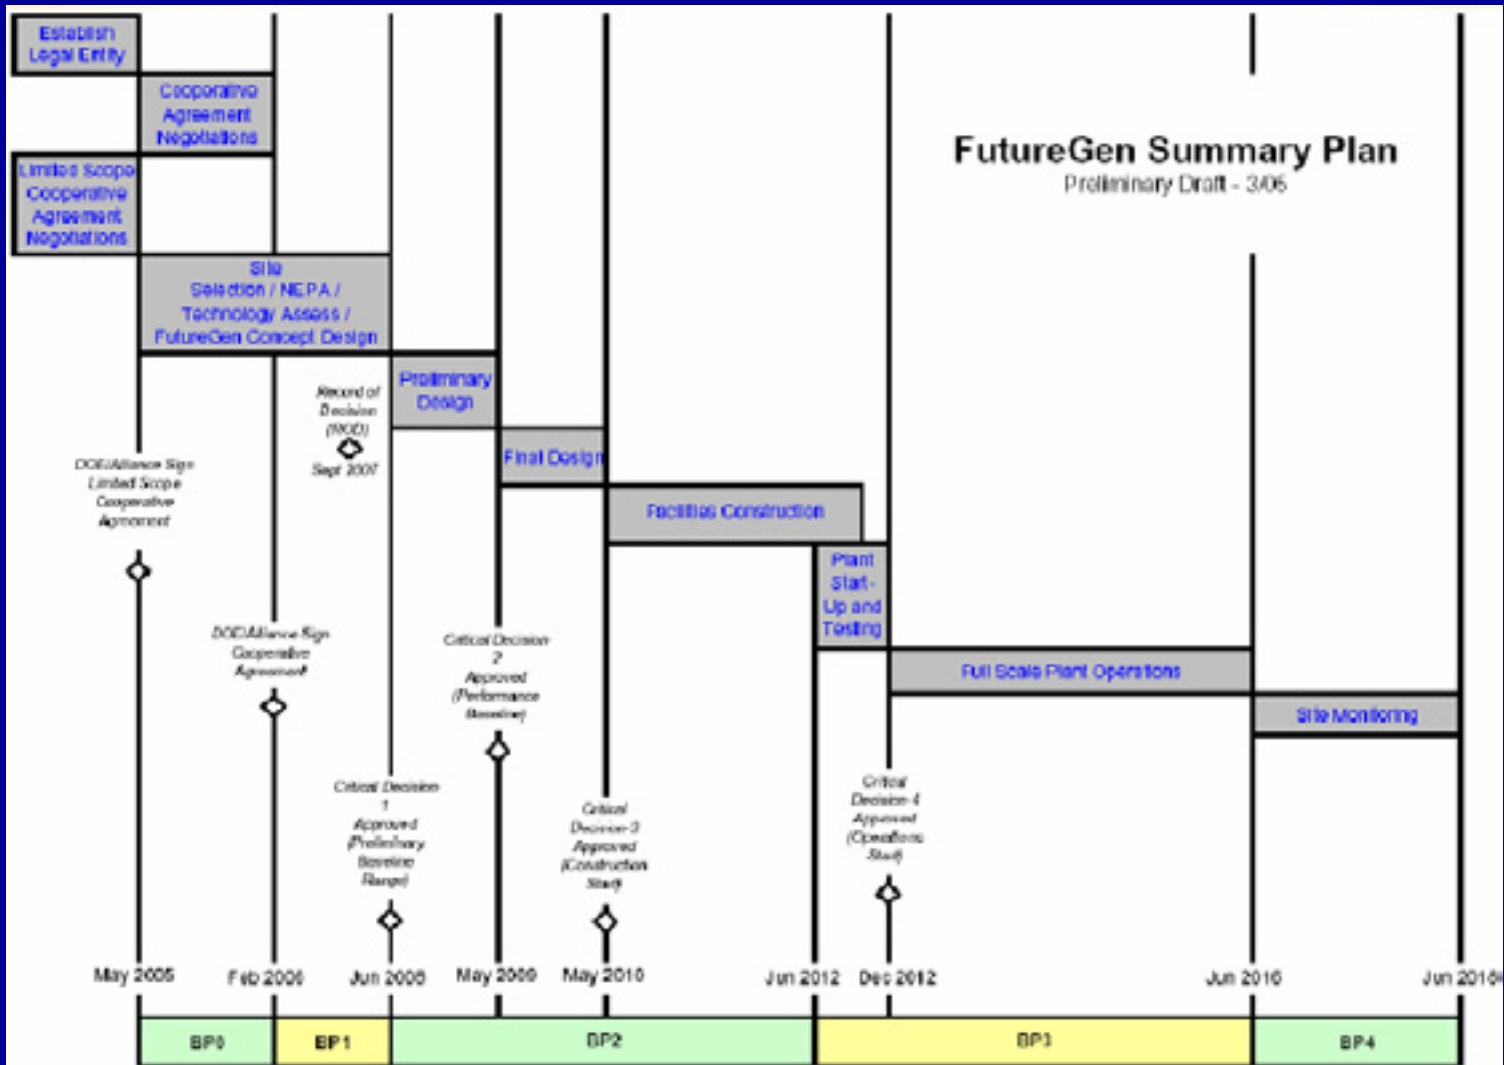 Establish
Legal Entity
Cooperative
Agreement
Negotiations
FutureGen Summary Plan
Preliminary Draft - 3/05
Limited Scope
Cooperative
Agreement
Negotiations
Site
Selection / NEPA /
Technology Assess /
FutureGen Concept Design
Preliminary
Design
Record of
Decision
(ROD)
Sept 2007
Final Design
DOE/Alliance Sign
Limited Scope
Cooperative
Agreement
Facilities Construction
Plant
Start-
Up and
Testing
DOE/Alliance Sign
Cooperative
Agreement
Critical Decision
2
Approved
(Performance
Baseline)
Full Scale Plant Operations
Site Monitoring
Critical Decision
1
Approved
(Preliminary
Baseline
Range)
Critical
Decision-3
Approved
(Construction
Start)
Critical
Decision-4
Approved
(Operations
Start)
May 2005
Feb 2006
Jun 2008
May 2009
May 2010
Jun 2012
Dec 2012
Jun 2016
Jun
BP0
BP1
BP2
BP3
BP4